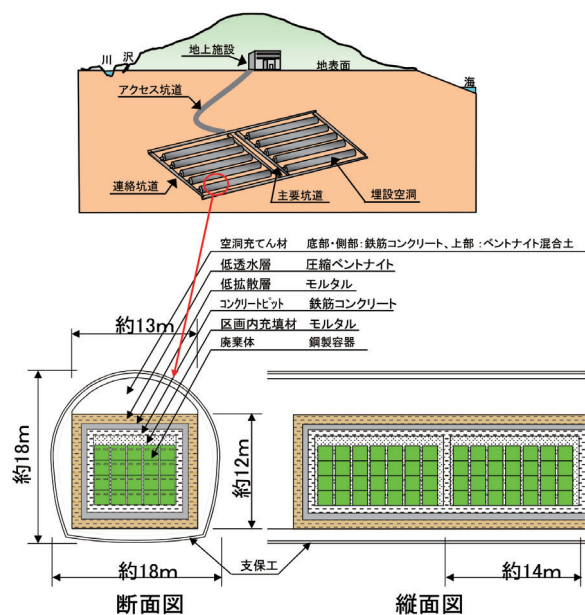 地上施設
川 沢
地表面
海
アクセス坑道
連絡坑道
主要坑道
埋設空洞
空洞充てん材 底部・側部:鉄筋コンクリート、上部:ベントナイト混合土
低透水層 圧縮ベントナイト
低拡散層 モルタル
コンクリートピット 鉄筋コンクリート
区画内充填材 モルタル
廃棄体 鋼製容器
約13m
約18m
約12m
支保工
約18m
約14m
断面図
縦面図